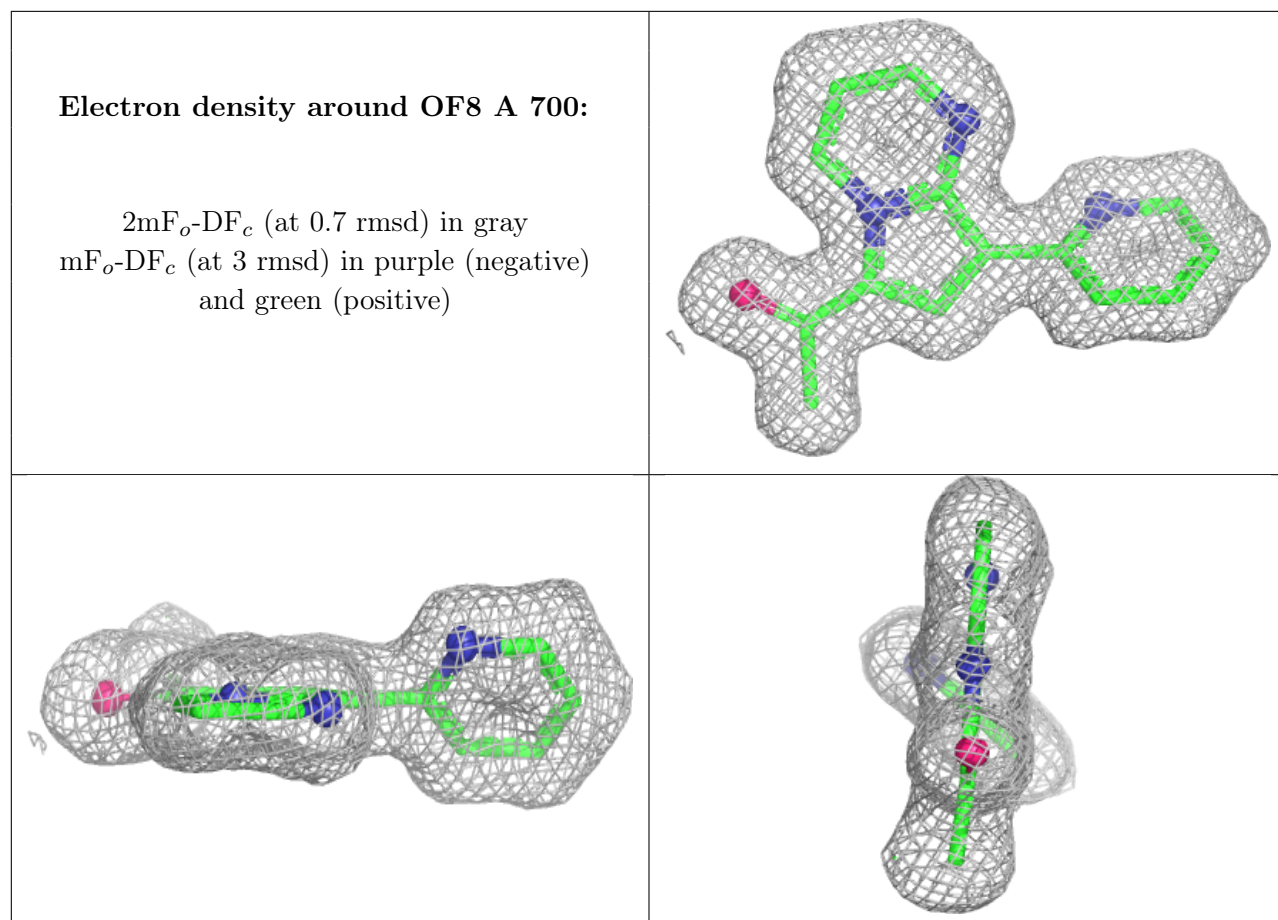 Electron density around OF8 A 700:
2mFo-DFc (at 0.7 rmsd) in gray
mFo-DFc (at 3 rmsd) in purple (negative)
and green (positive)